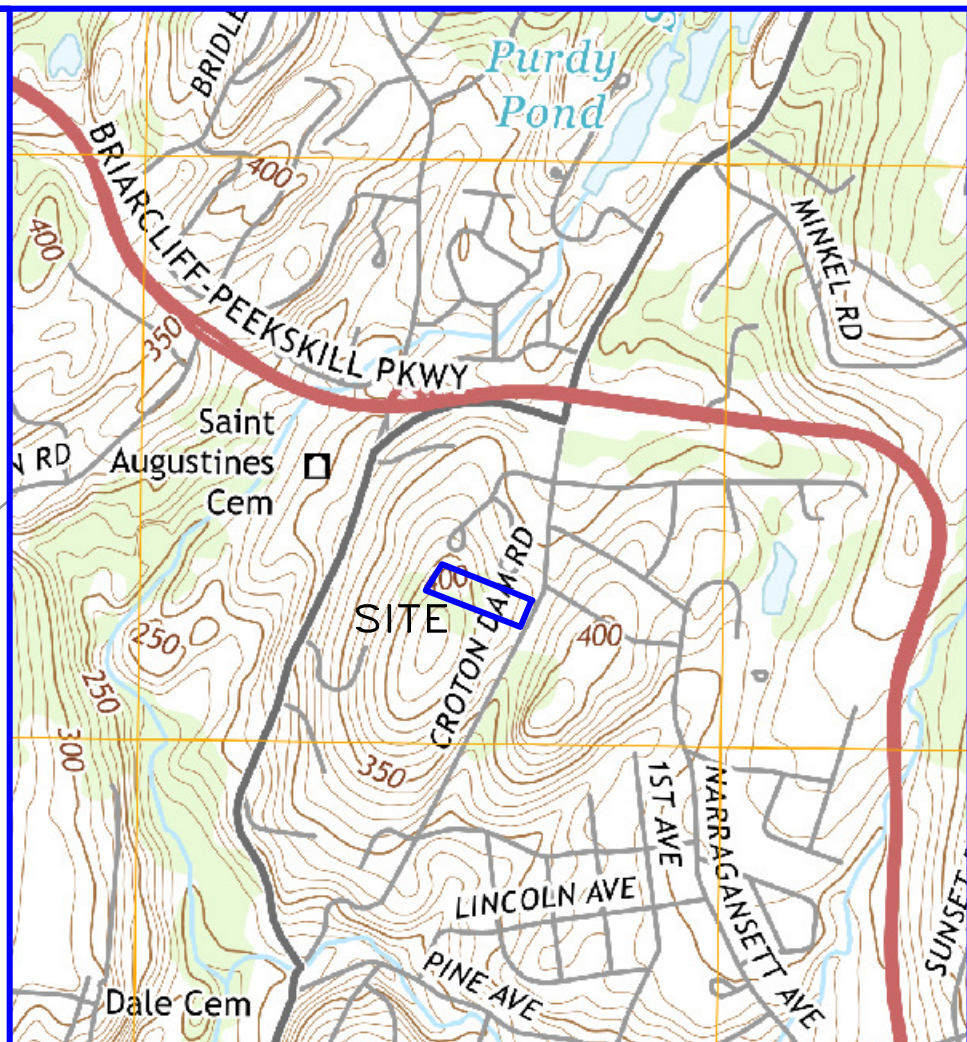 Purdy
Pond
S
BRIDLE
400
400
BRIARCLIFF-PEEKSKILL PKWY
MINKEL RD
350
Saint
Augustines
Cem
N RD
400
SITE
CROTON DAM RD
400
250
250
300
350
1ST AVE
NARRAGANSETT AVE
LINCOLN AVE
SUNSET
PINE AVE
Dale Cem